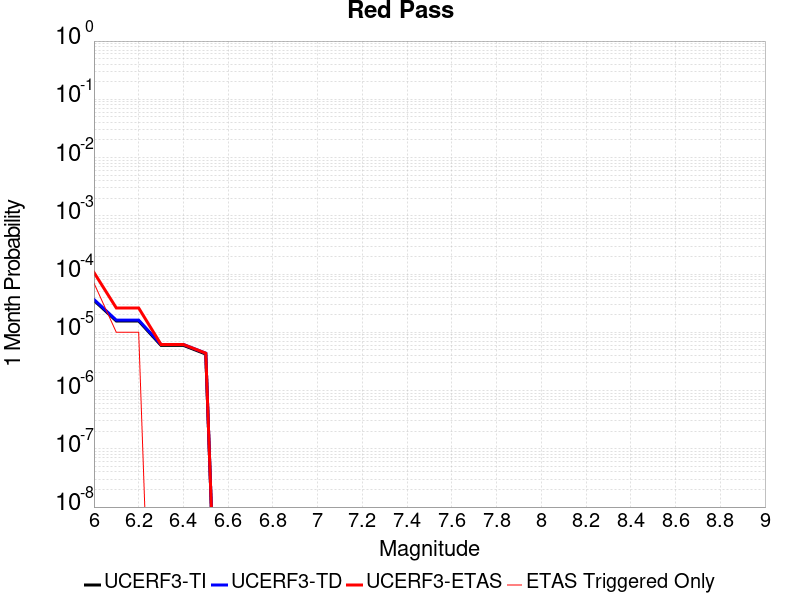 Red Pass
10 0
10 -1
10 -2
10 -3
10 -4
10 -5
10 -6
10 -7
10 -8
1 Month Probability
6 6.2 6.4 6.6 6.8 7 7.2 7.4 7.6 7.8 8 8.2 8.4 8.6 8.8 9
Magnitude
UCERF3-TI UCERF3-TD UCERF3-ETAS ETAS Triggered Only